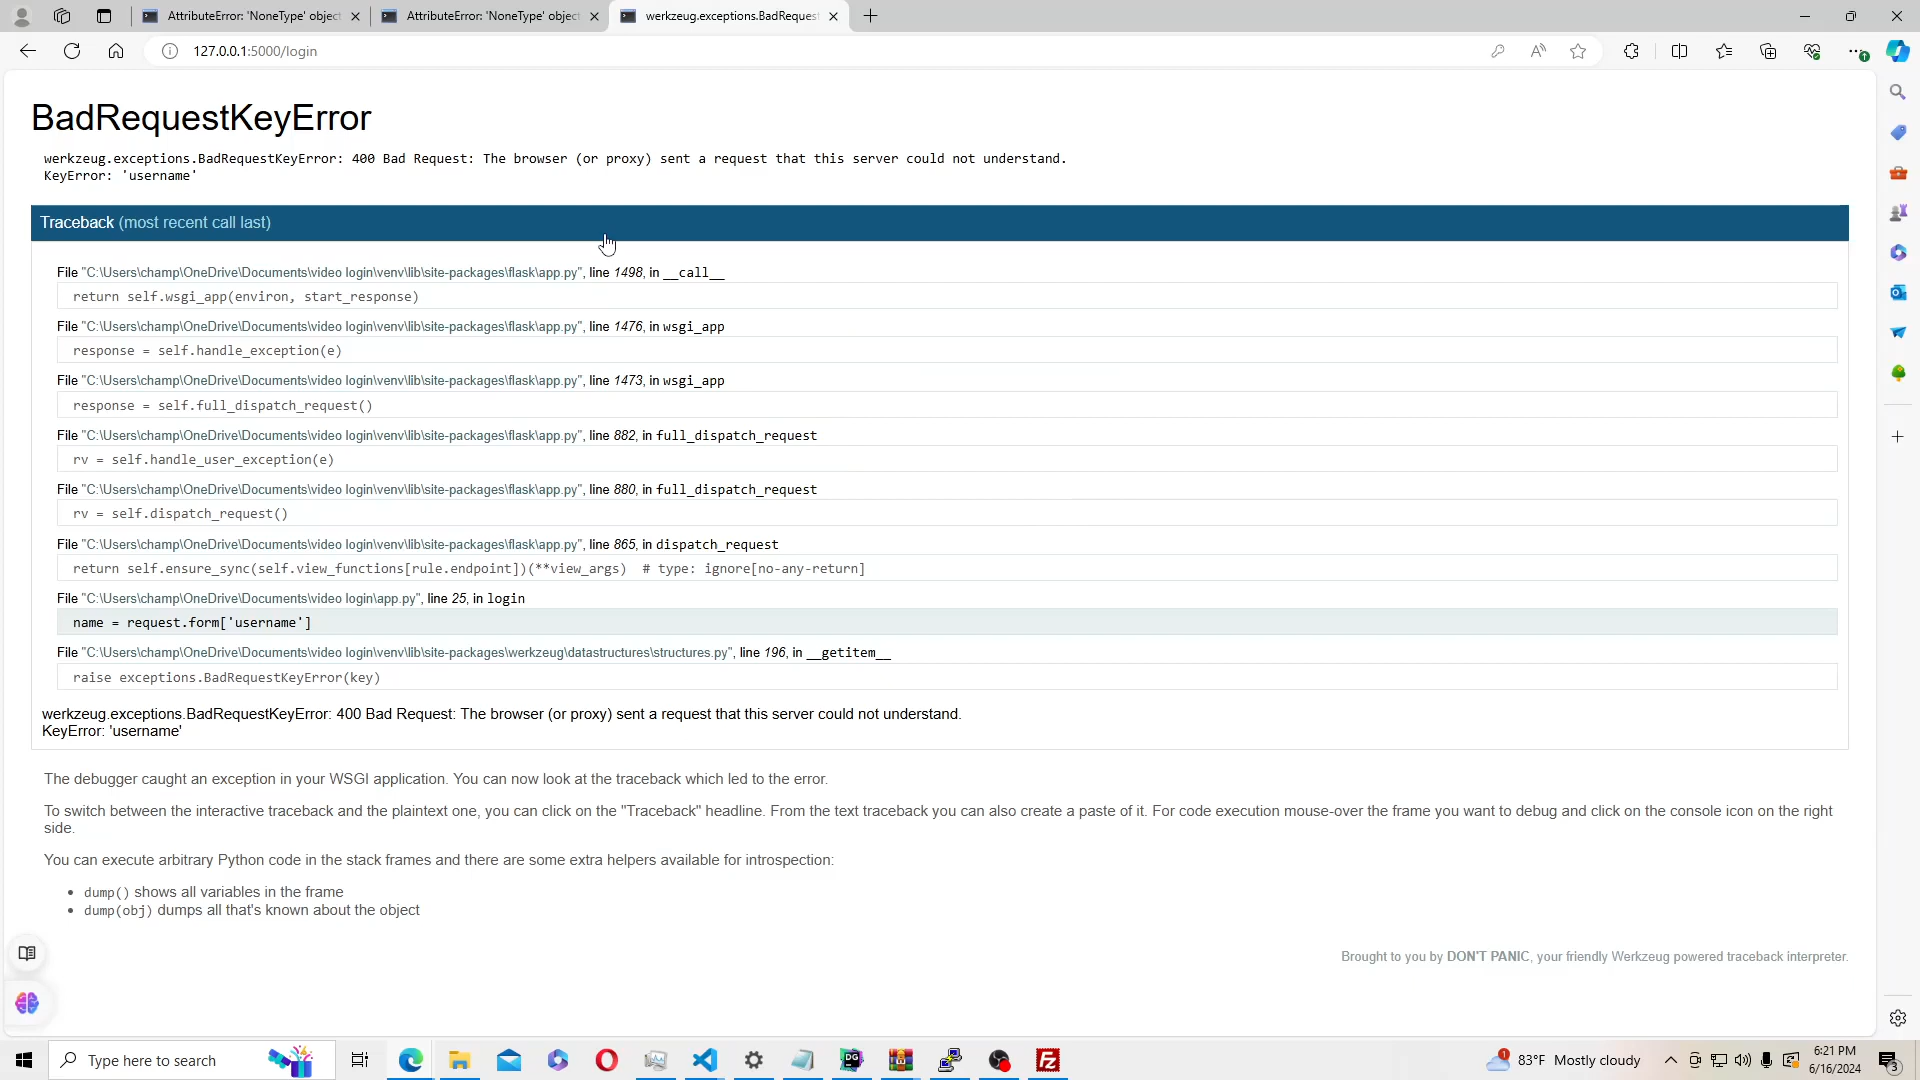 AttributeError: 'NoneType' object
AttributeError: 'NoneType' object
werkzeug.exceptions.BadRequest
127.0.0.1:5000/login
BadRequestKeyError
werkzeug.exceptions.BadRequestKeyError: 400 Bad Request: The browser (or proxy) sent a request that this server could not understand.
KeyError: 'username'
Traceback (most recent call last)
File "C:\Users\champ\OneDrive\Documents\video login\venv\lib\site-packages\flask\app.py", line 1498, in __call__
return self.wsgi_app(environ, start_response)
File "C:\Users\champ\OneDrive\Documents\video login\venv\lib\site-packages\flask\app.py", line 1476, in wsgi_app
response = self.handle_exception(e)
File "C:\Users\champ\OneDrive\Documents\video login\venv\lib\site-packages\flask\app.py", line 1473, in wsgi_app
response = self.full_dispatch_request()
File "C:\Users\champ\OneDrive\Documents\video login\venv\lib\site-packages\flask\app.py", line 882, in full_dispatch_request
rv = self.handle_user_exception(e)
File "C:\Users\champ\OneDrive\Documents\video login\venv\lib\site-packages\flask\app.py", line 880, in full_dispatch_request
rv = self.dispatch_request()
File "C:\Users\champ\OneDrive\Documents\video login\venv\lib\site-packages\flask\app.py", line 865, in dispatch_request
return self.ensure_sync(self.view_functions[rule.endpoint])(**view_args)  # type: ignore[no-any-return]
File "C:\Users\champ\OneDrive\Documents\video login\app.py", line 25, in login
name = request.form['username']
File "C:\Users\champ\OneDrive\Documents\video login\venv\lib\site-packages\werkzeug\datastructures\structures.py", line 196, in __getitem__
raise exceptions.BadRequestKeyError(key)
werkzeug.exceptions.BadRequestKeyError: 400 Bad Request: The browser (or proxy) sent a request that this server could not understand.
KeyError: 'username'
The debugger caught an exception in your WSGI application. You can now look at the traceback which led to the error.
To switch between the interactive traceback and the plaintext one, you can click on the "Traceback" headline. From the text traceback you can also create a paste of it. For code execution mouse-over the frame you want to debug and click on the console icon on the right
side.
You can execute arbitrary Python code in the stack frames and there are some extra helpers available for introspection:
• dump() shows all variables in the frame
• dump(obj) dumps all that's known about the object
Brought to you by DON'T PANIC, your friendly Werkzeug powered traceback interpreter.
Type here to search
DG
1
83°F Mostly cloudy
6:21 PM
6/16/2024
3